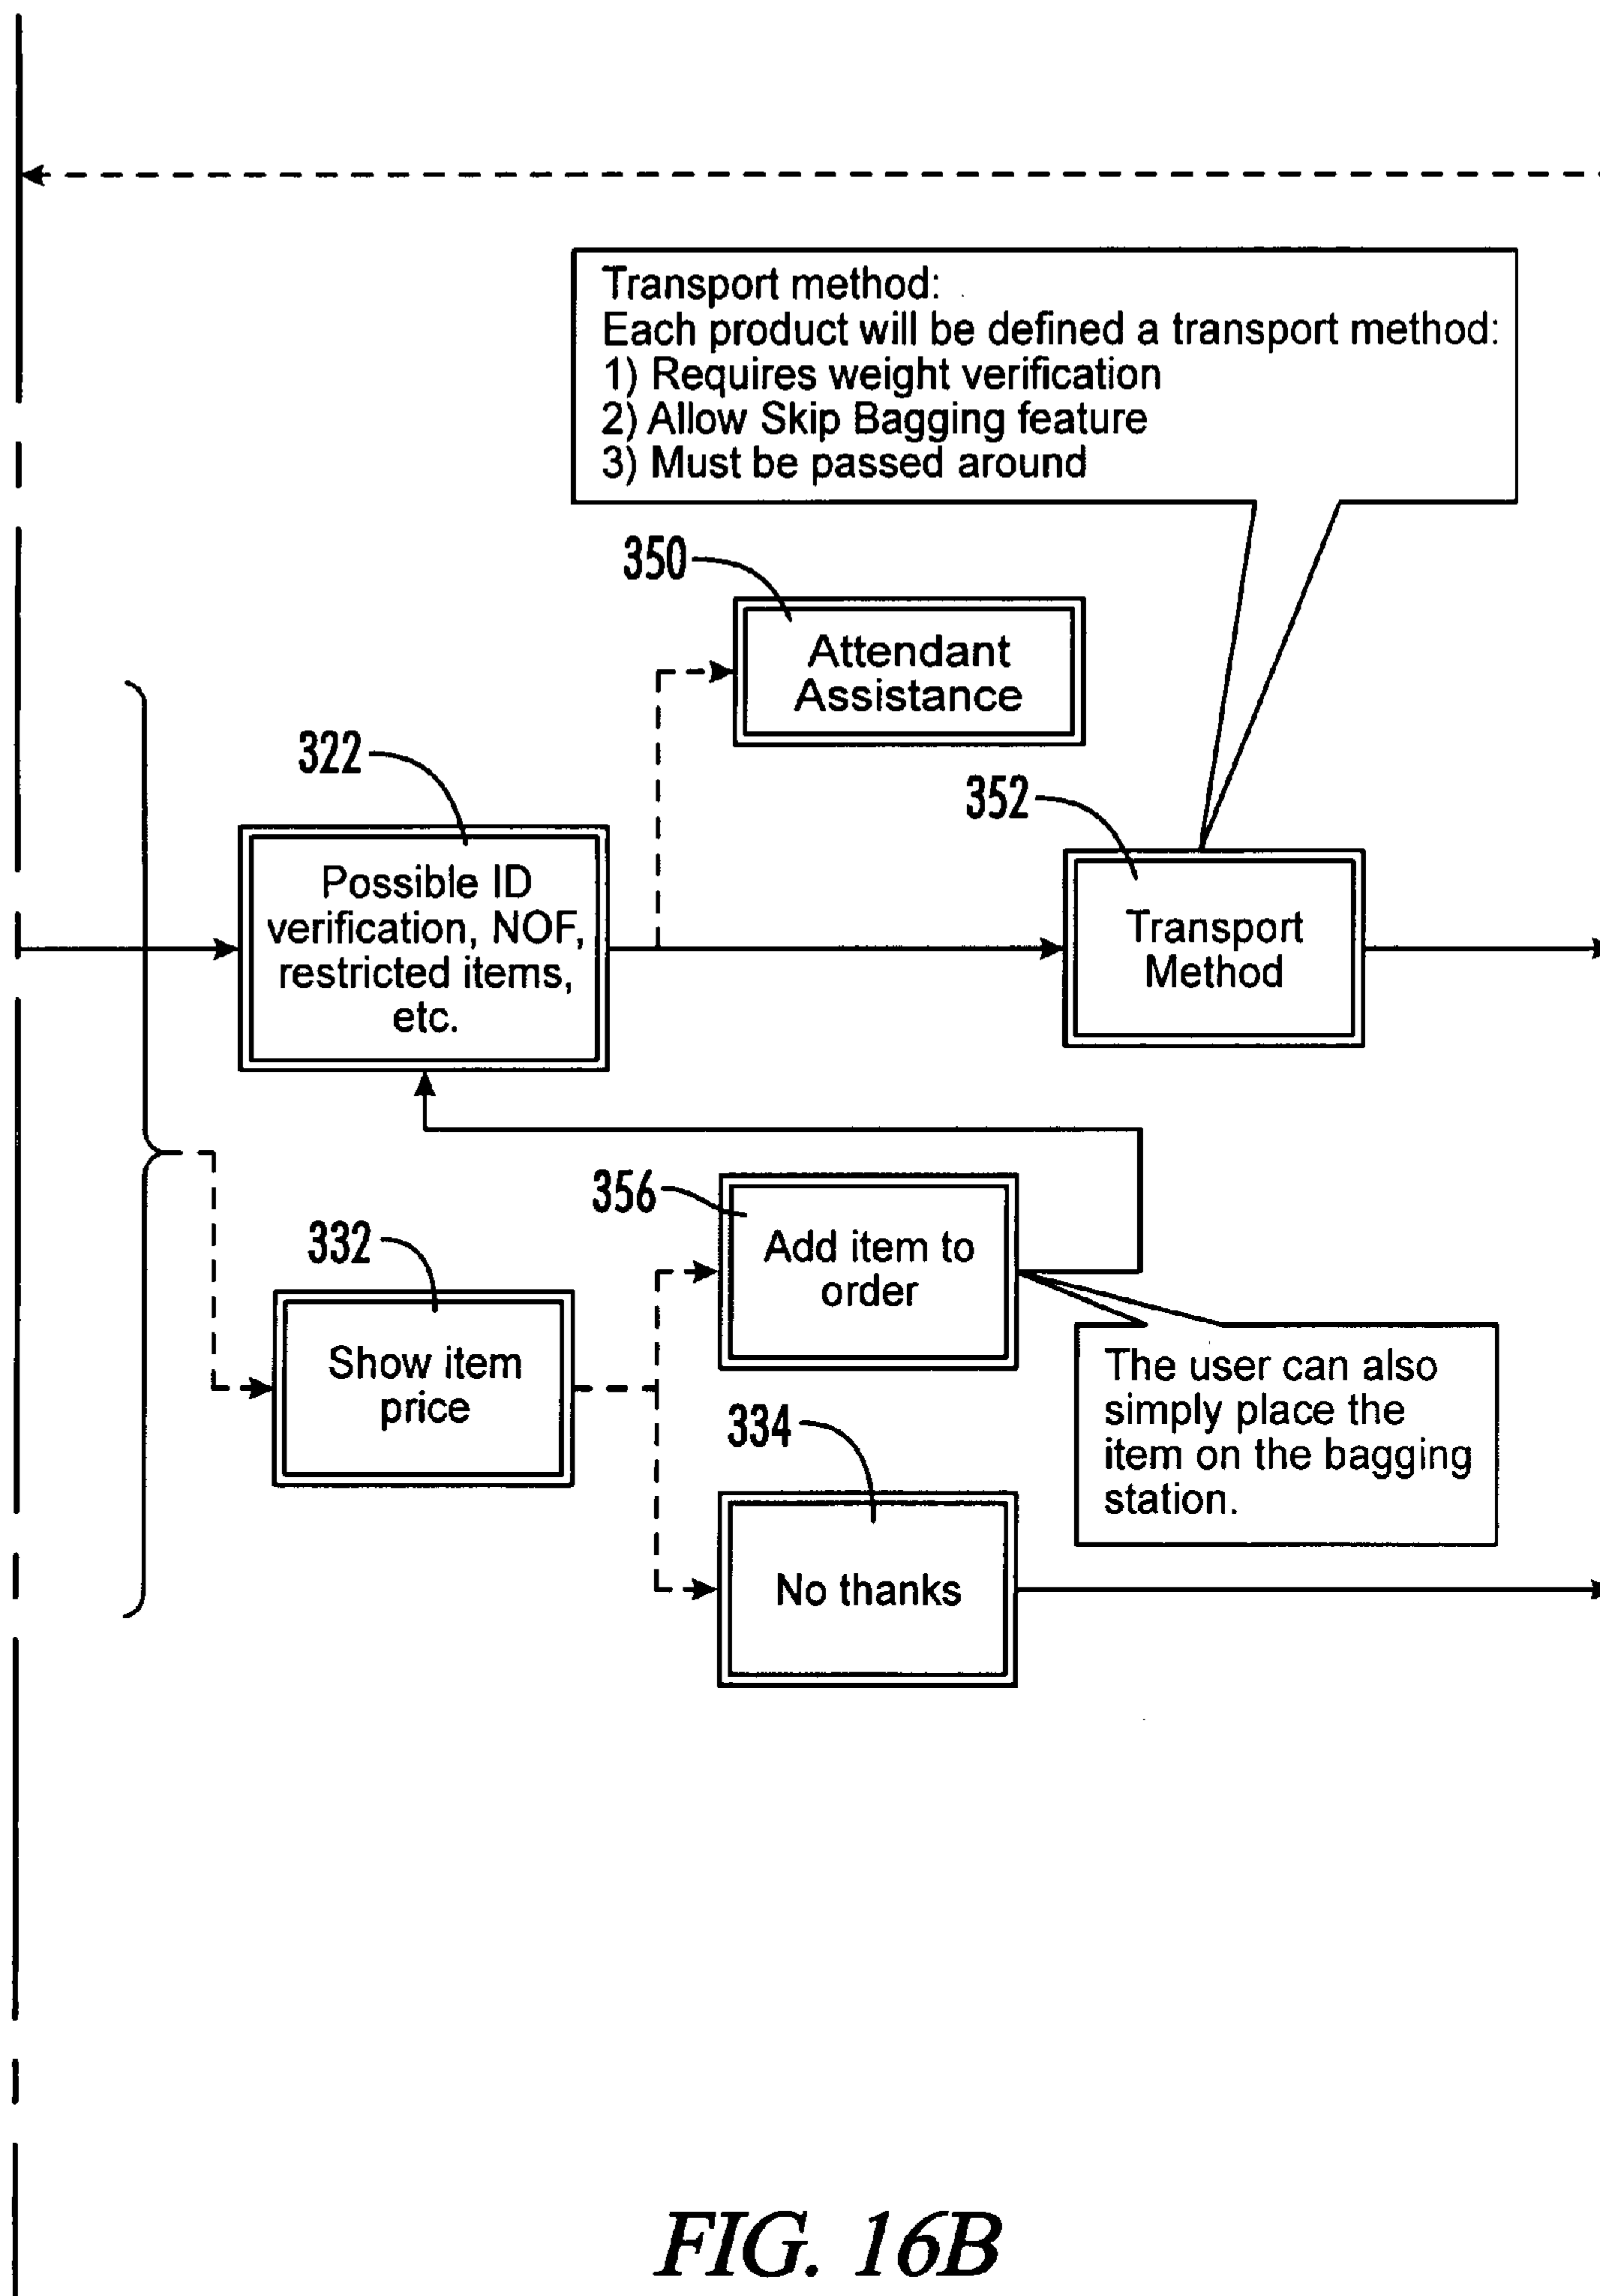 Transport method:
Each product will be defined a transport method:
1) Requires weight verification
2) Allow Skip Bagging feature
3) Must be passed around
350
Attendant
Assistance
322
352
Possible ID
verification, NOF,
restricted items,
etc.
Transport
Method
356
332
Add item to
order
Show item
price
The user can also
simply place the
item on the bagging
station.
334
No thanks
FIG. 16B